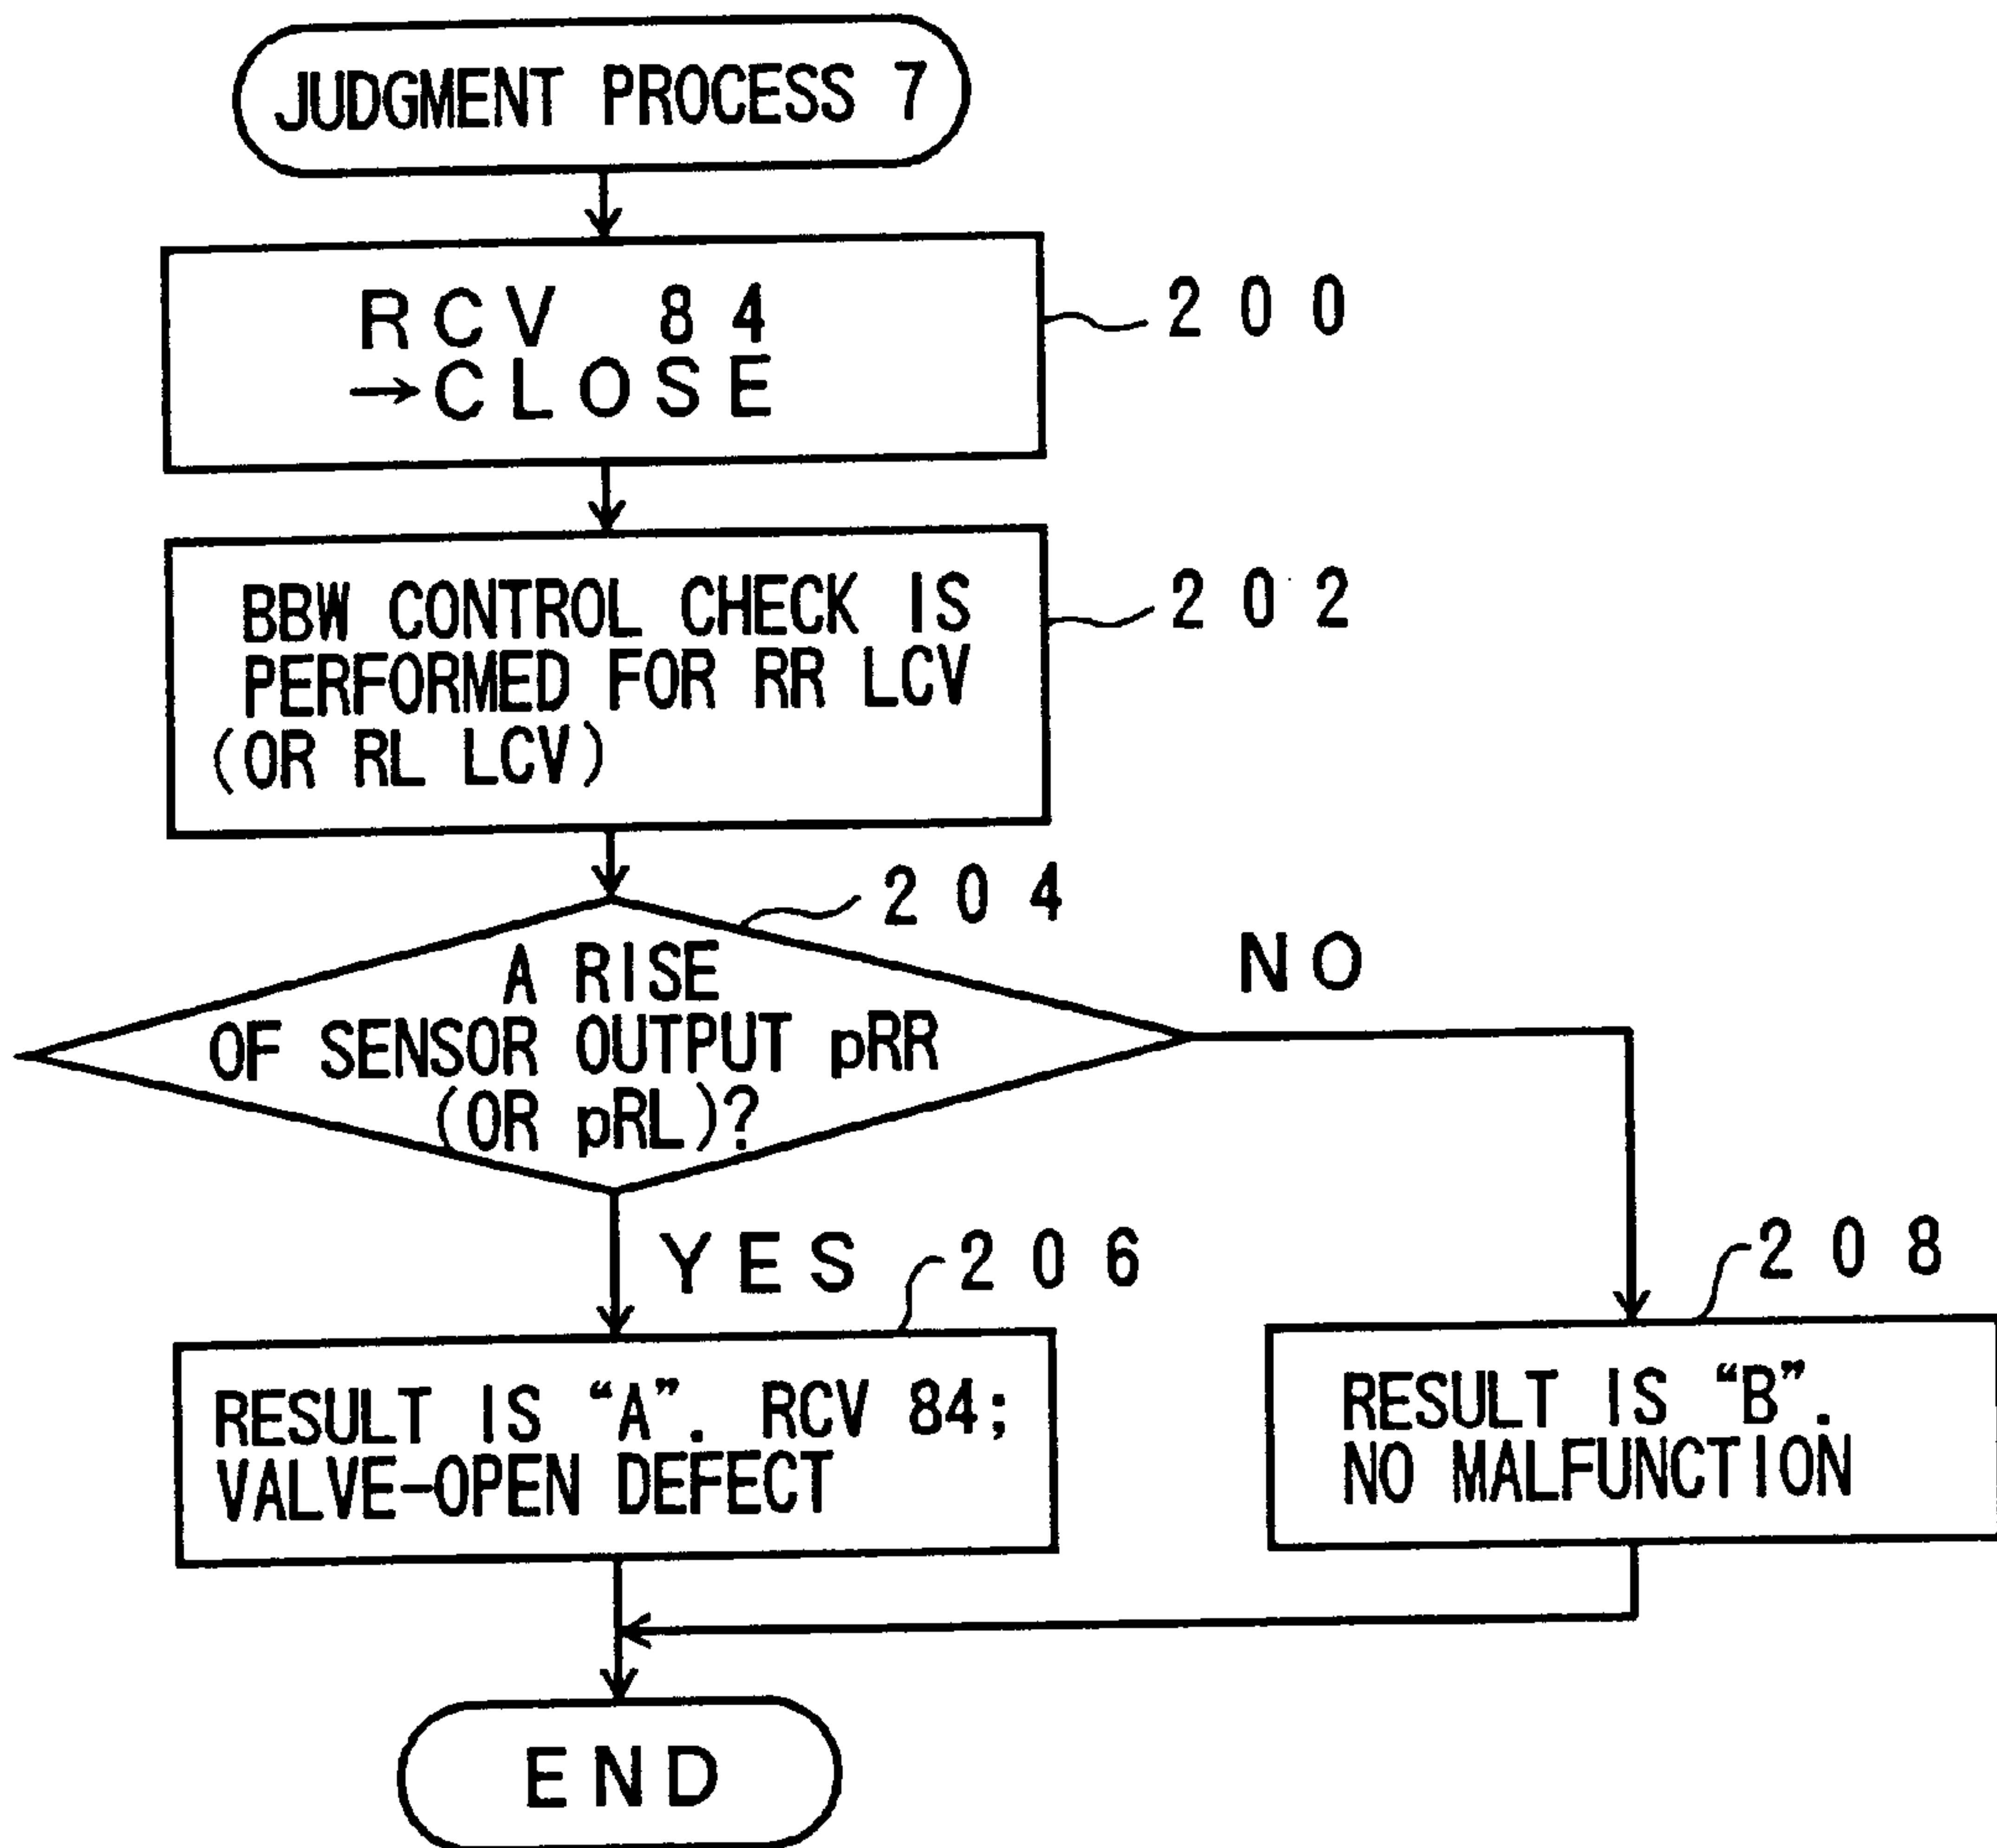 JUDGMENT PROCESS 7
RCV 84
→CLOSE
200
BBW CONTROL CHECK IS
PERFORMED FOR RR LCV
(OR RL LCV)
202
204
A RISE
OF SENSOR OUTPUT pRR
(OR pRL)?
NO
YES
206
208
RESULT IS “A”. RCV 84;
VALVE-OPEN DEFECT
RESULT IS “B”.
NO MALFUNCTION
END